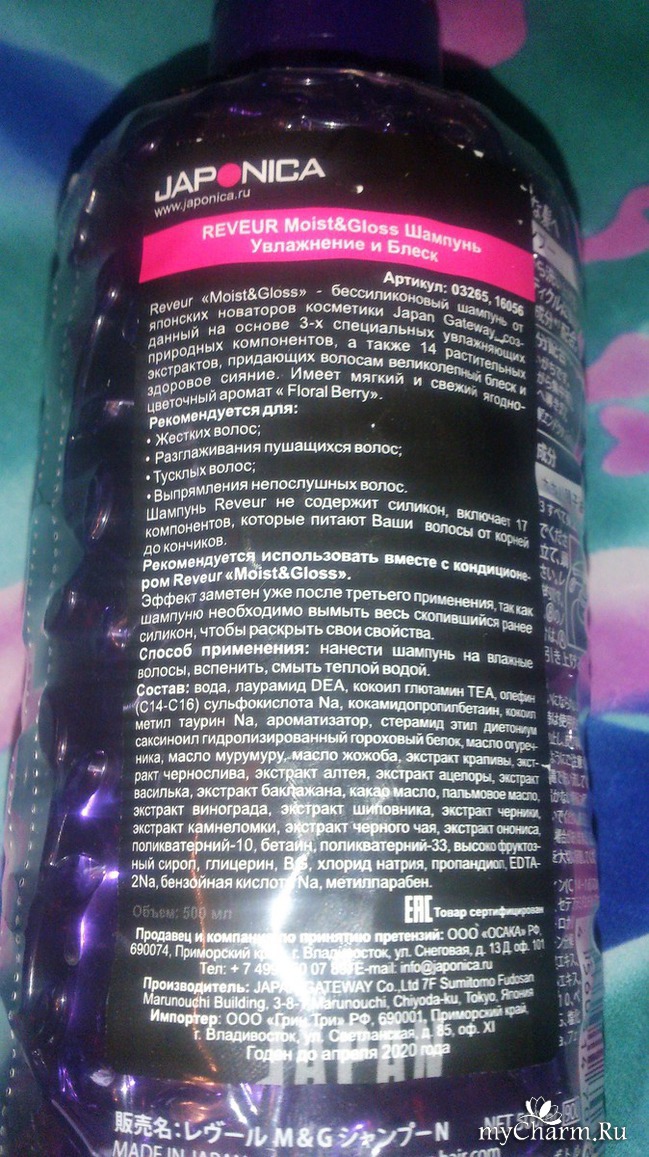 JAPONICA
www.japonica.ru
REVEUR Moist&Gloss Шампунь
Увлажнение и Блеск
Артикул: 03265, 16056
Reveur «Moist&Gloss» - бессиликоновый шампунь от
японских новаторов косметики Japan Gateway, соз-
данный на основе 3-х специальных увлажняющих
природных компонентов, а также 14 растительных
экстрактов, придающих волосам великолепный блеск и
здоровое сияние. Имеет мягкий и свежий ягодно-
цветочный аромат « Floral Berry».
Рекомендуется для:
• Жестких волос;
• Разглаживания пушащихся волос;
• Тусклых волос;
• Выпрямления непослушных волос.
Шампунь Reveur не содержит силикон, включает 17
компонентов, которые питают Ваши волосы от корней
до кончиков.
Рекомендуется использовать вместе с кондиционе-
ром Reveur «Moist&Gloss».
Эффект заметен уже после третьего применения, так как
шампуню необходимо вымыть весь скопившийся ранее
силикон, чтобы раскрыть свои свойства.
Способ применения: нанести шампунь на влажные
волосы, вспенить, смыть теплой водой.
Состав: вода, лаурамид DEA, кокоил глютамин TEA, олефин
(C14-C16) сульфокислота Na, кокамидопропилбетаин, кокоил
метил таурин Na, ароматизатор, стерамид этил диетониум
саксиноил гидролизированный гороховый белок, масло огуреч-
ника, масло мурумуру, масло жожоба, экстракт крапивы, экст-
ракт чернослива, экстракт алтея, экстракт ацелоры, экстракт
василька, экстракт баклажана, какао масло, пальмовое масло,
экстракт винограда, экстракт шиповника, экстракт черники,
экстракт камнеломки, экстракт черного чая, экстракт ононисa,
поликватерний-10, бетаин, поликватерний-33, высоко фруктоз-
ный сироп, глицерин, BG, хлорид натрия, пропандиол, EDTA-
2Na, бензойная кислота Na, метилпарабен.
Объем: 500 мл
EAC Товар сертифицирован
Продавец и компания по принятию претензий: ООО «ОСАКА» РФ,
690074, Приморский край, г. Владивосток, ул. Снеговая, д. 13 Д оф. 101
Тел: + 7 E-mail: info@japonica.ru
Производитель: JAPAN GATEWAY Co.,Ltd 7F Sumitomo Fudosan
Marunouchi Building, 3-8- Marunouchi, Chiyoda-ku, Tokyo, Япония
Импортер: ООО «Грин Три» РФ, 690001, Приморский край,
г. Владивосток, ул. Светланская, д. 85, оф. XI
Годен до апреля 2020 года
JAPAN
販売名:レヴール M&G シャンプーN
MADE IN JAPAN
成分
myCharm.Ru